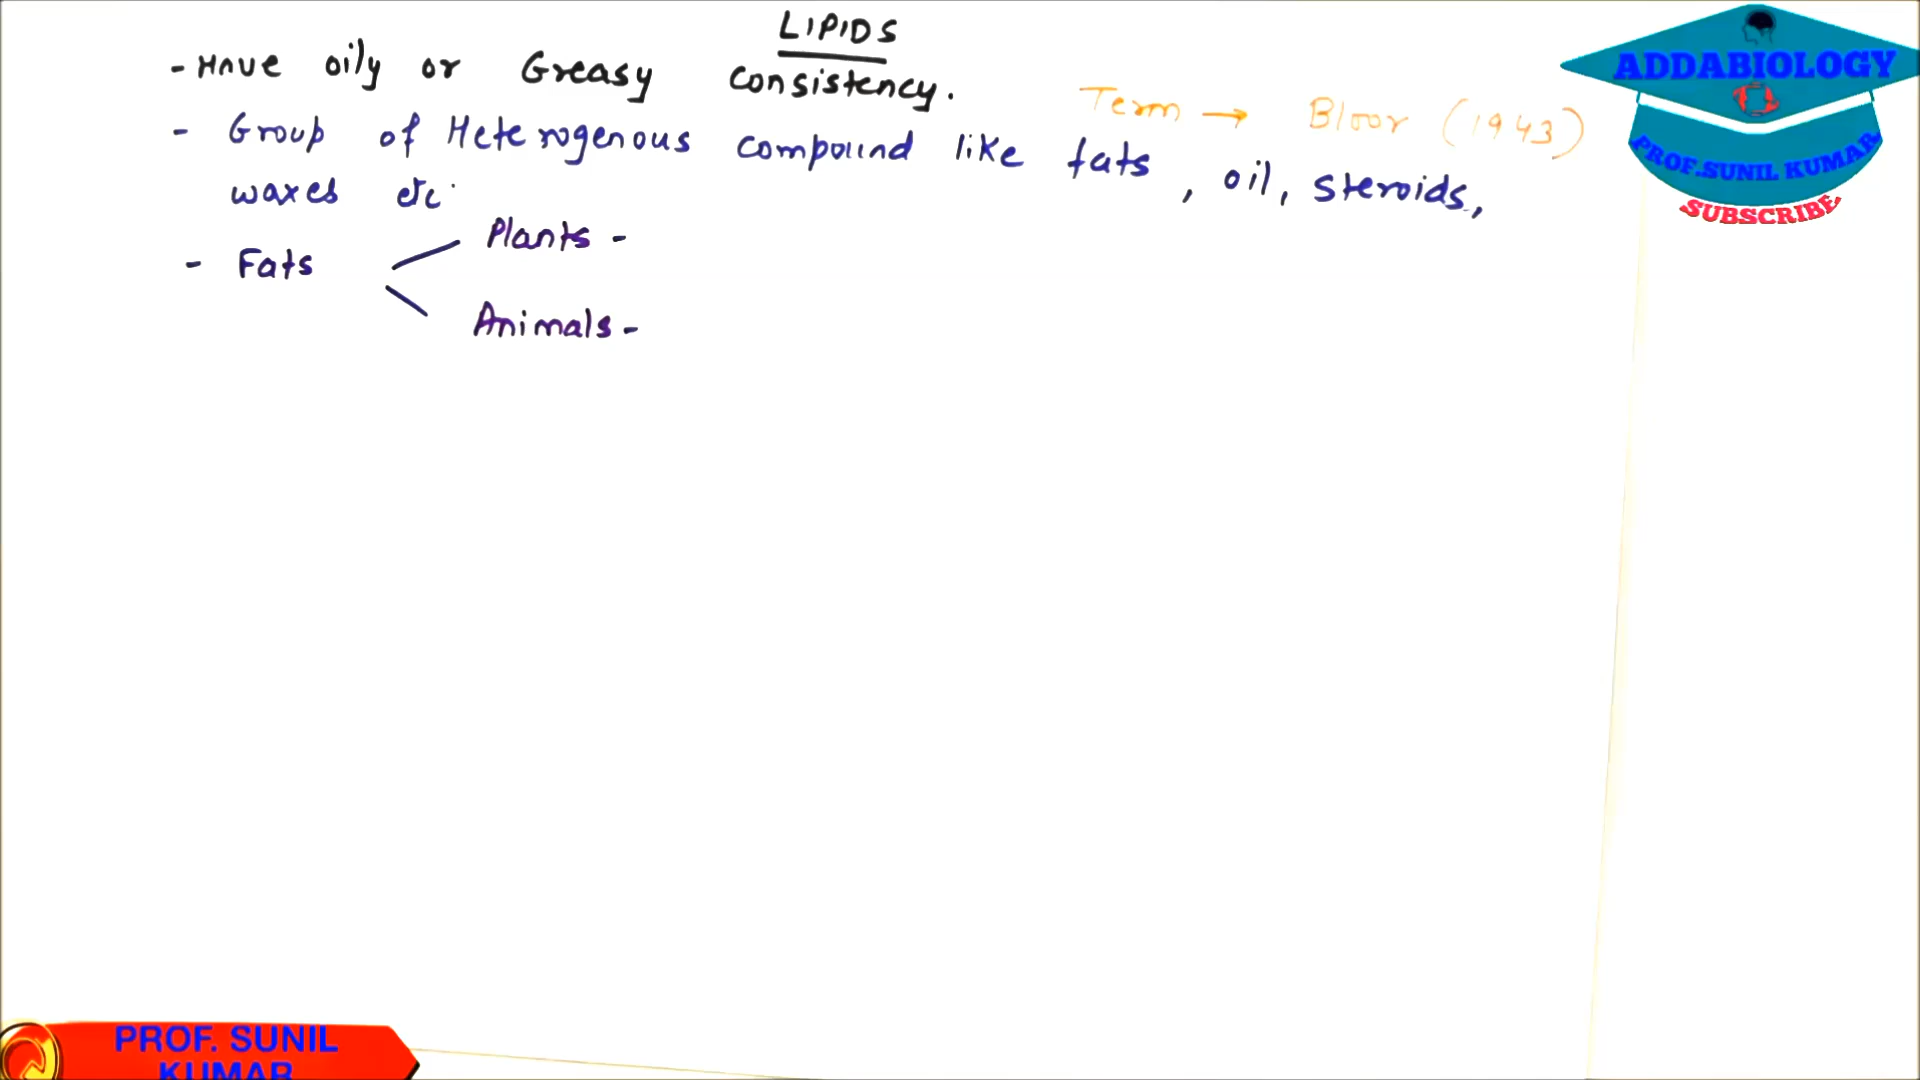 LIPIDS
- Have oily or Greasy consistency.
Term → Bloor (1943)
- Group of Heterogenous compound like fats, oil, steroids,
waxes etc.
- Fats
Plants -
Animals -
ADDABIOLOGY
PROF.SUNIL KUMAR
SUBSCRIBE
PROF. SUNIL
KUMAR